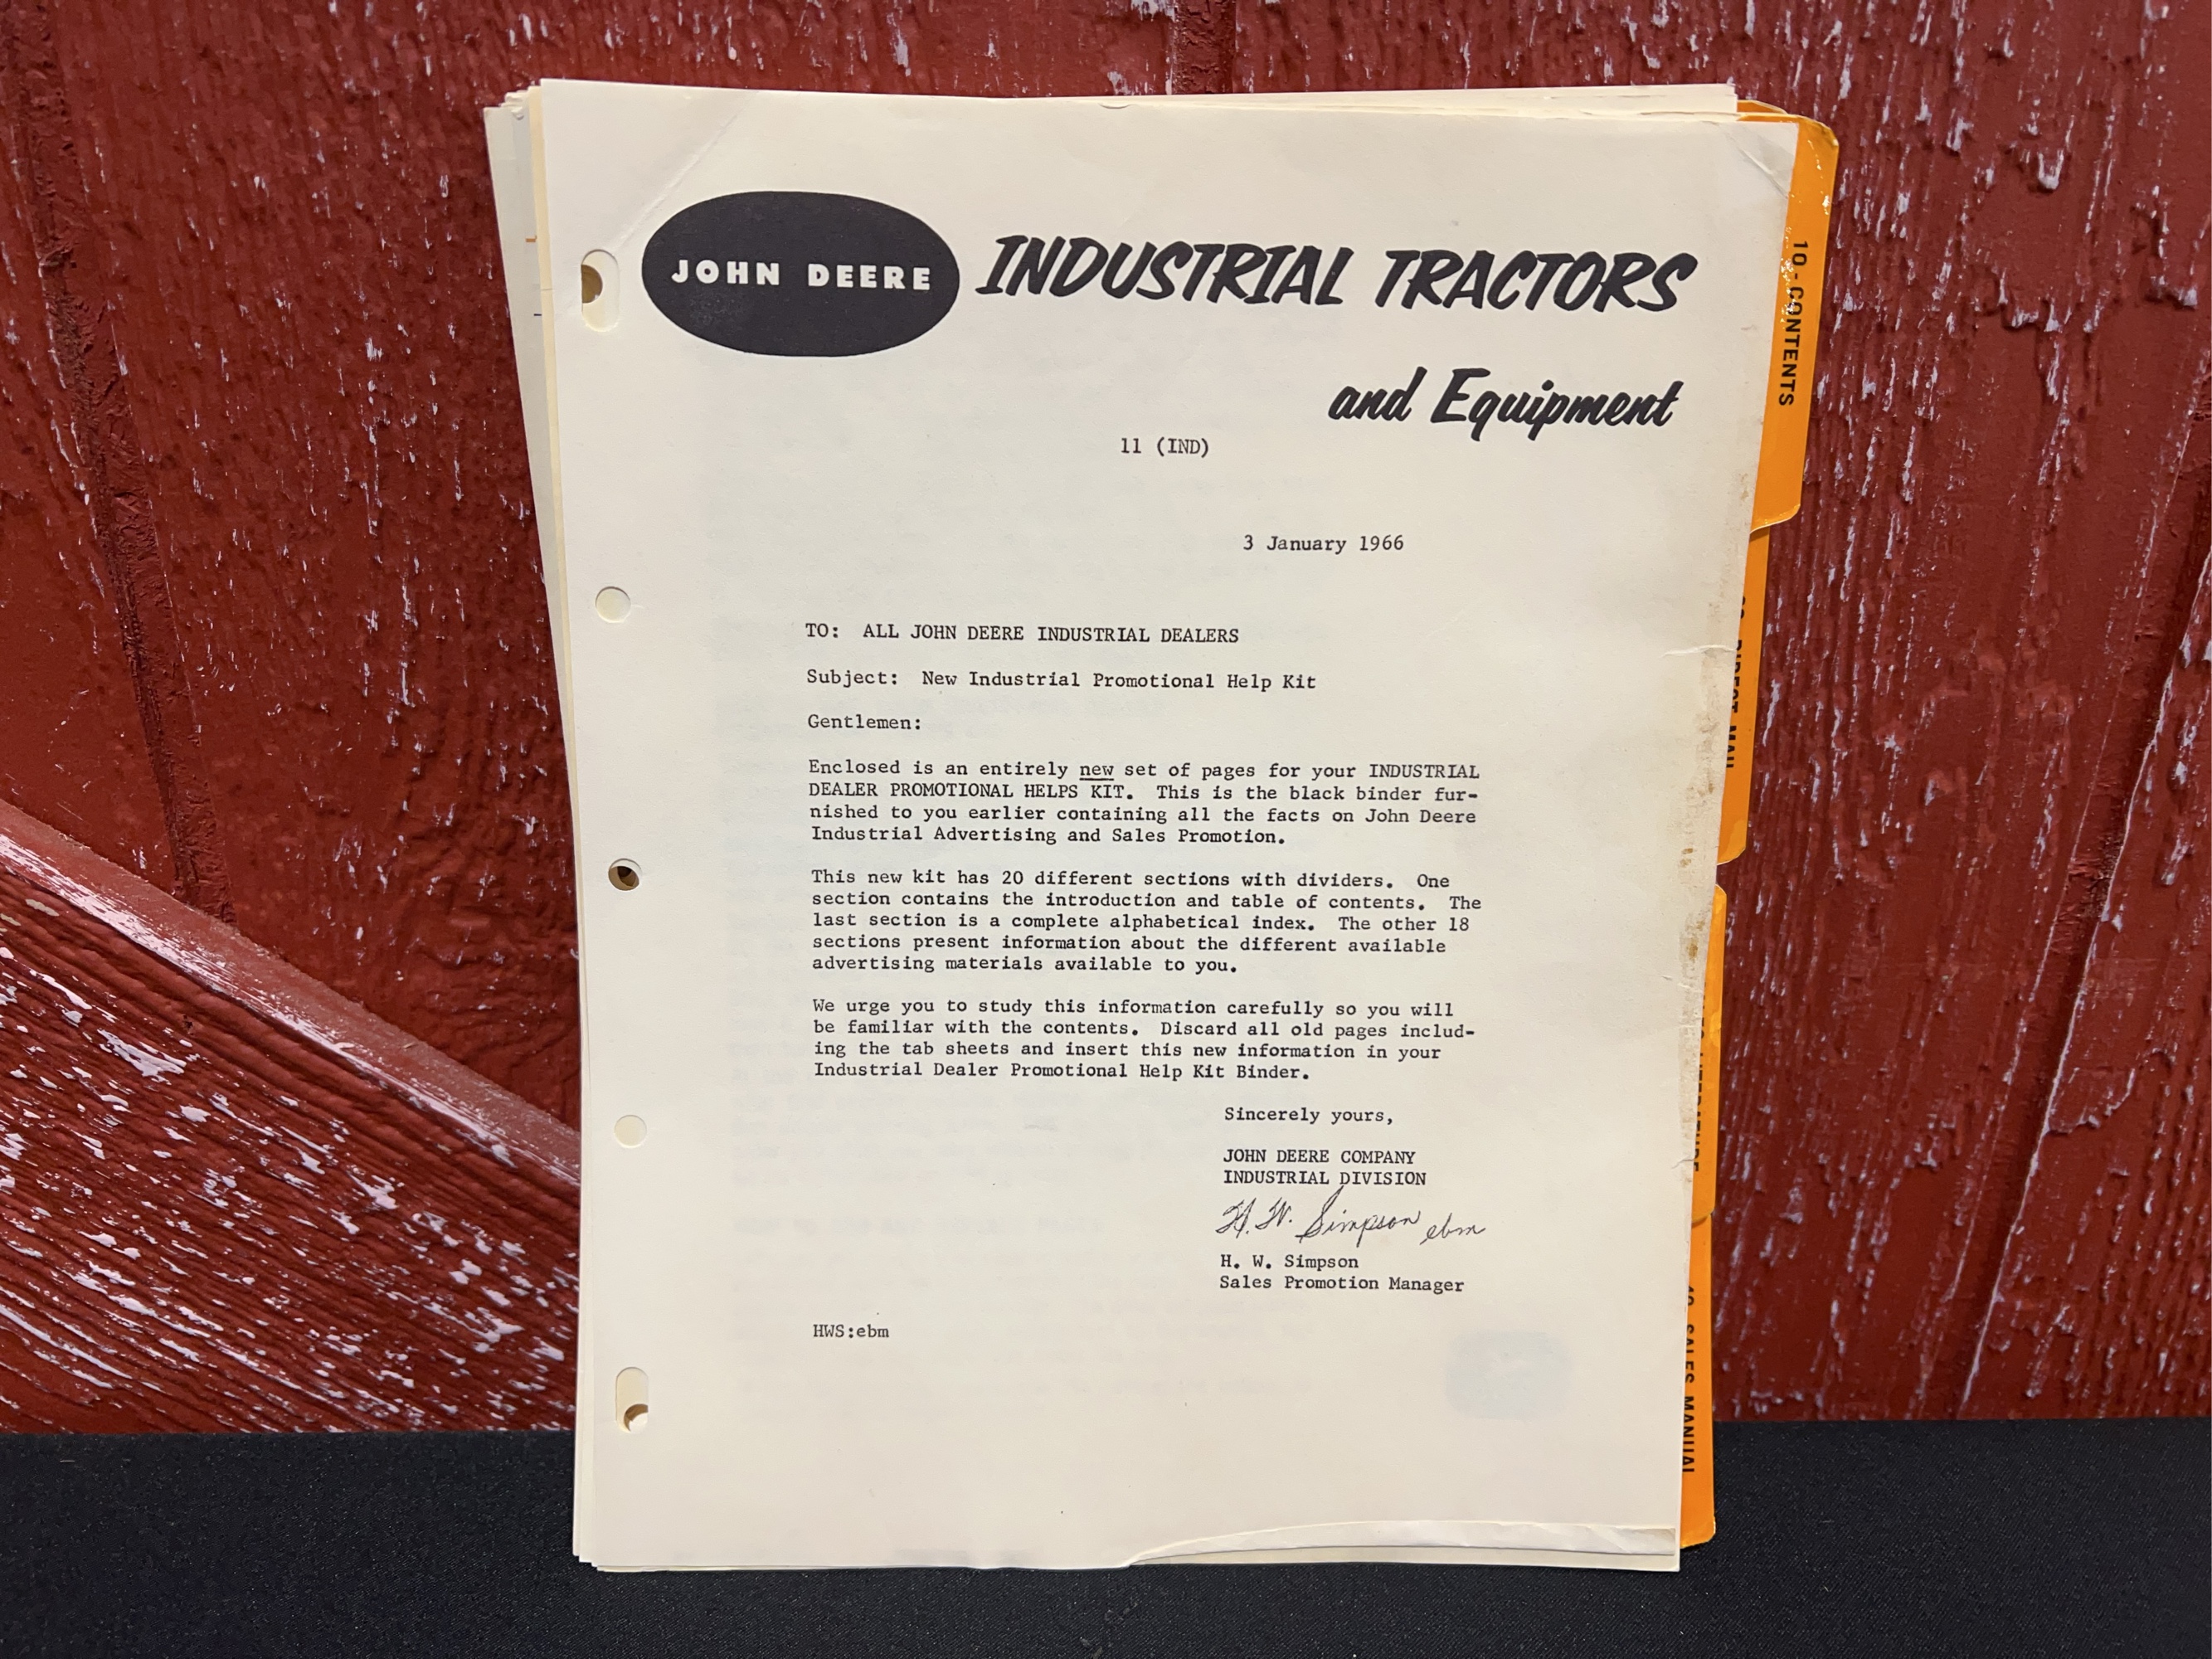 JOHN DEERE INDUSTRIAL TRACTORS
and Equipment
11 (IND)
3 January 1966
TO: ALL JOHN DEERE INDUSTRIAL DEALERS
Subject: New Industrial Promotional Help Kit
Gentlemen:
Enclosed is an entirely new set of pages for your INDUSTRIAL
DEALER PROMOTIONAL HELPS KIT. This is the black binder fur-
nished to you earlier containing all the facts on John Deere
Industrial Advertising and Sales Promotion.
This new kit has 20 different sections with dividers. One
section contains the introduction and table of contents. The
last section is a complete alphabetical index. The other 18
sections present information about the different available
advertising materials available to you.
We urge you to study this information carefully so you will
be familiar with the contents. Discard all old pages includ-
ing the tab sheets and insert this new information in your
Industrial Dealer Promotional Help Kit Binder.
Sincerely yours,
JOHN DEERE COMPANY
INDUSTRIAL DIVISION
H. W. Simpson ebm
H. W. Simpson
Sales Promotion Manager
HWS:ebm
10 - CONTENTS
DIRECT MAIL
LITERATURE
SALES MANUAL